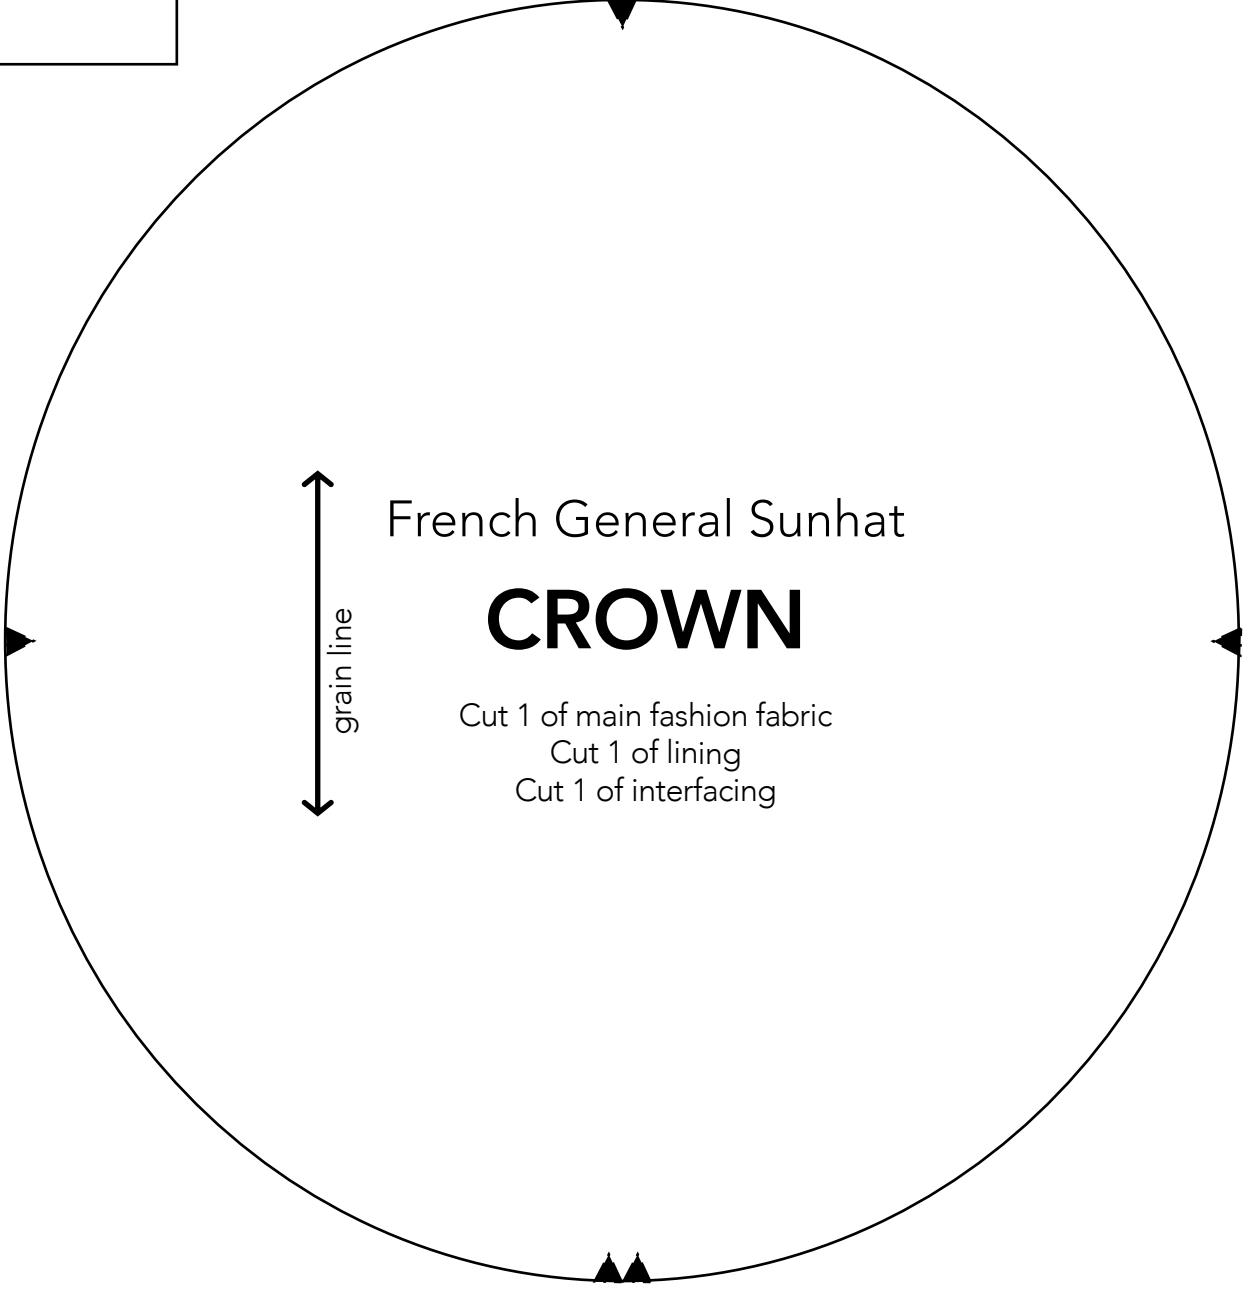 French General Sunhat
CROWN
grain line
Cut 1 of main fashion fabric
Cut 1 of lining
Cut 1 of interfacing